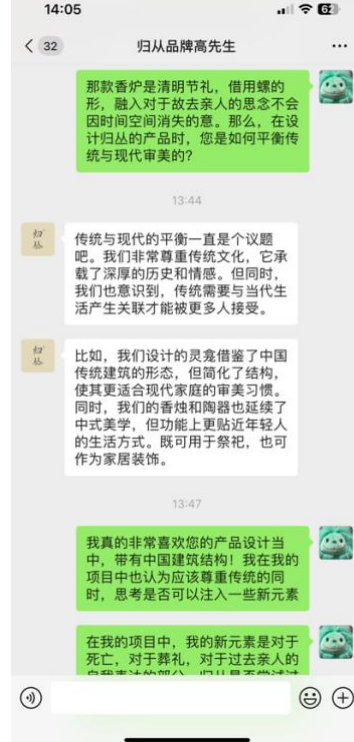 14:05
32
归从品牌高先生
那款香炉是清明节礼，借用螺的
形，融入对于故去亲人的思念不会
因时间空间消失的意。那么，在设
计归丛的产品时，您是如何平衡传
统与现代审美的？
13:44
归丛
传统与现代的平衡一直是个议题
吧。我们非常尊重传统文化，它承
载了深厚的历史和情感。但同时，
我们也意识到，传统需要与当代生
活产生关联才能被更多人接受。
归丛
比如，我们设计的灵龛借鉴了中国
传统建筑的形态，但简化了结构，
使其更适合现代家庭的审美习惯。
同时，我们的香烛和陶器也延续了
中式美学，但功能上更贴近年轻人
的生活方式。既可用于祭祀，也可
作为家居装饰。
13:47
我真的非常喜欢您的产品设计当
中，带有中国建筑结构！我在我的
项目中也认为应该尊重传统的同
时，思考是否可以注入一些新元素
在我的项目中，我的新元素是对于
死亡，对于葬礼，对于过去亲人的